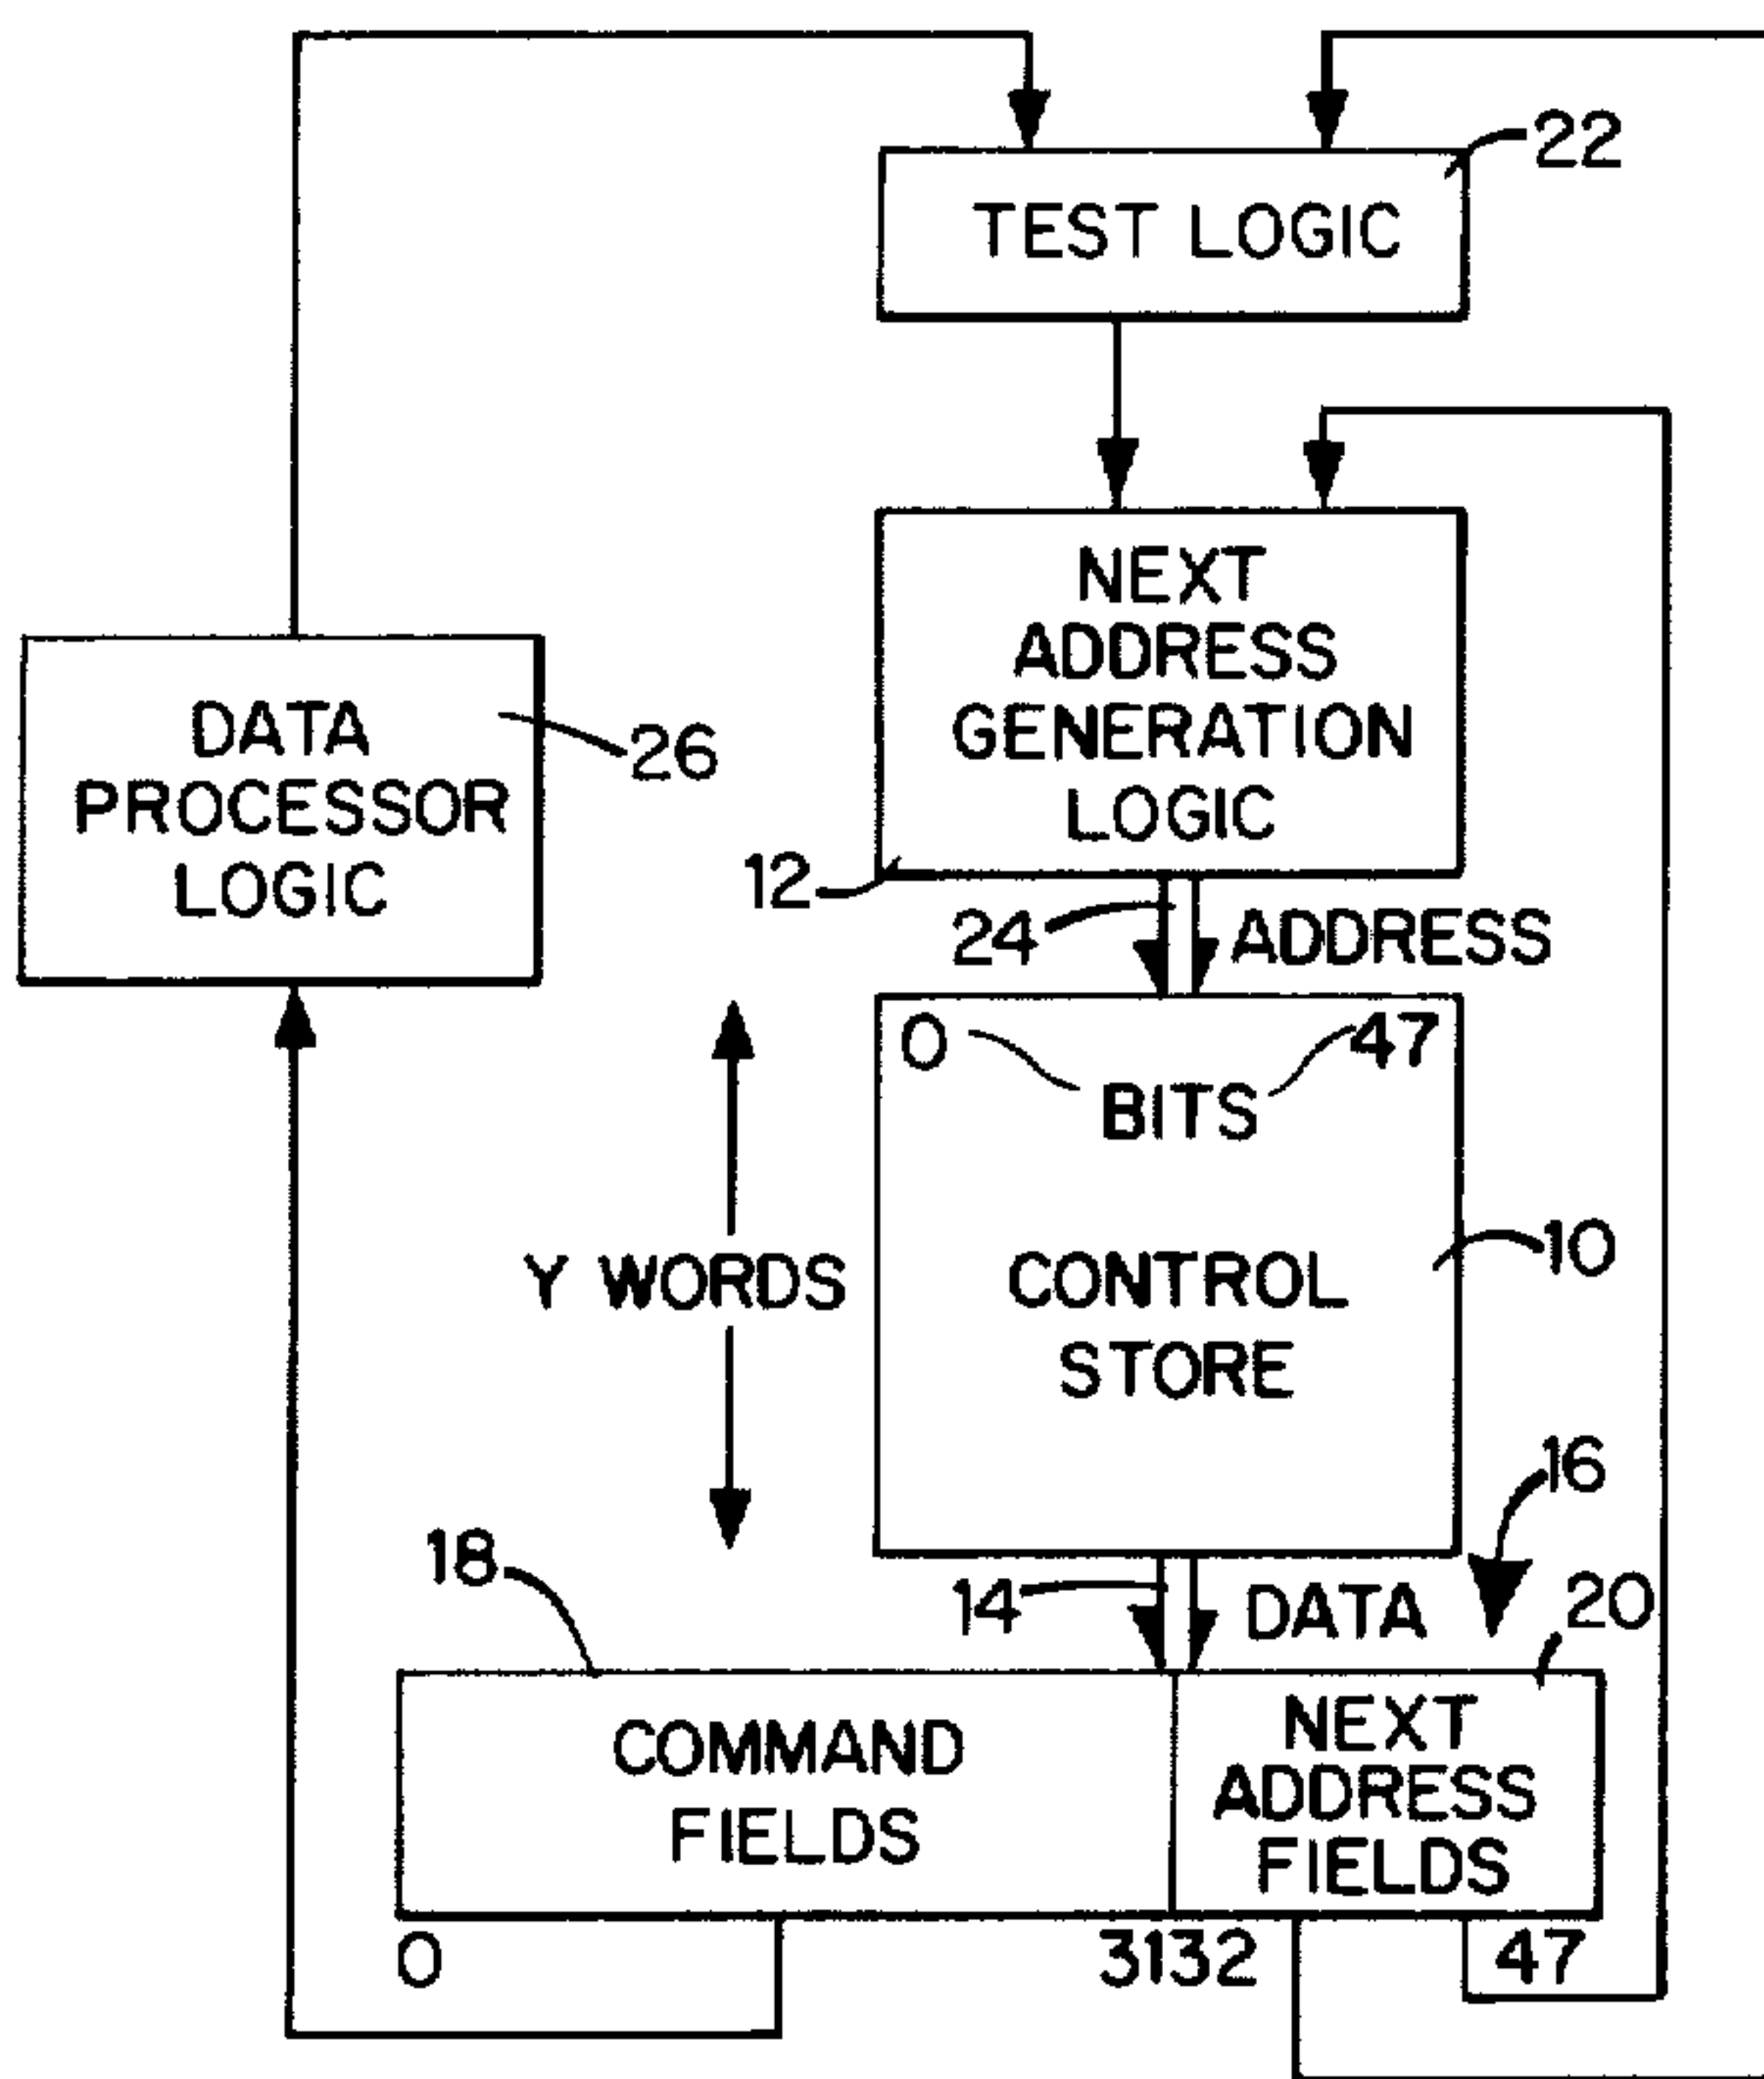 22
TEST LOGIC
NEXT
ADDRESS
GENERATION
LOGIC
DATA
PROCESSOR
LOGIC
26
12
24
ADDRESS
0
47
BITS
Y WORDS
CONTROL
STORE
10
16
18
14
DATA
20
COMMAND
FIELDS
NEXT
ADDRESS
FIELDS
0
3132
47